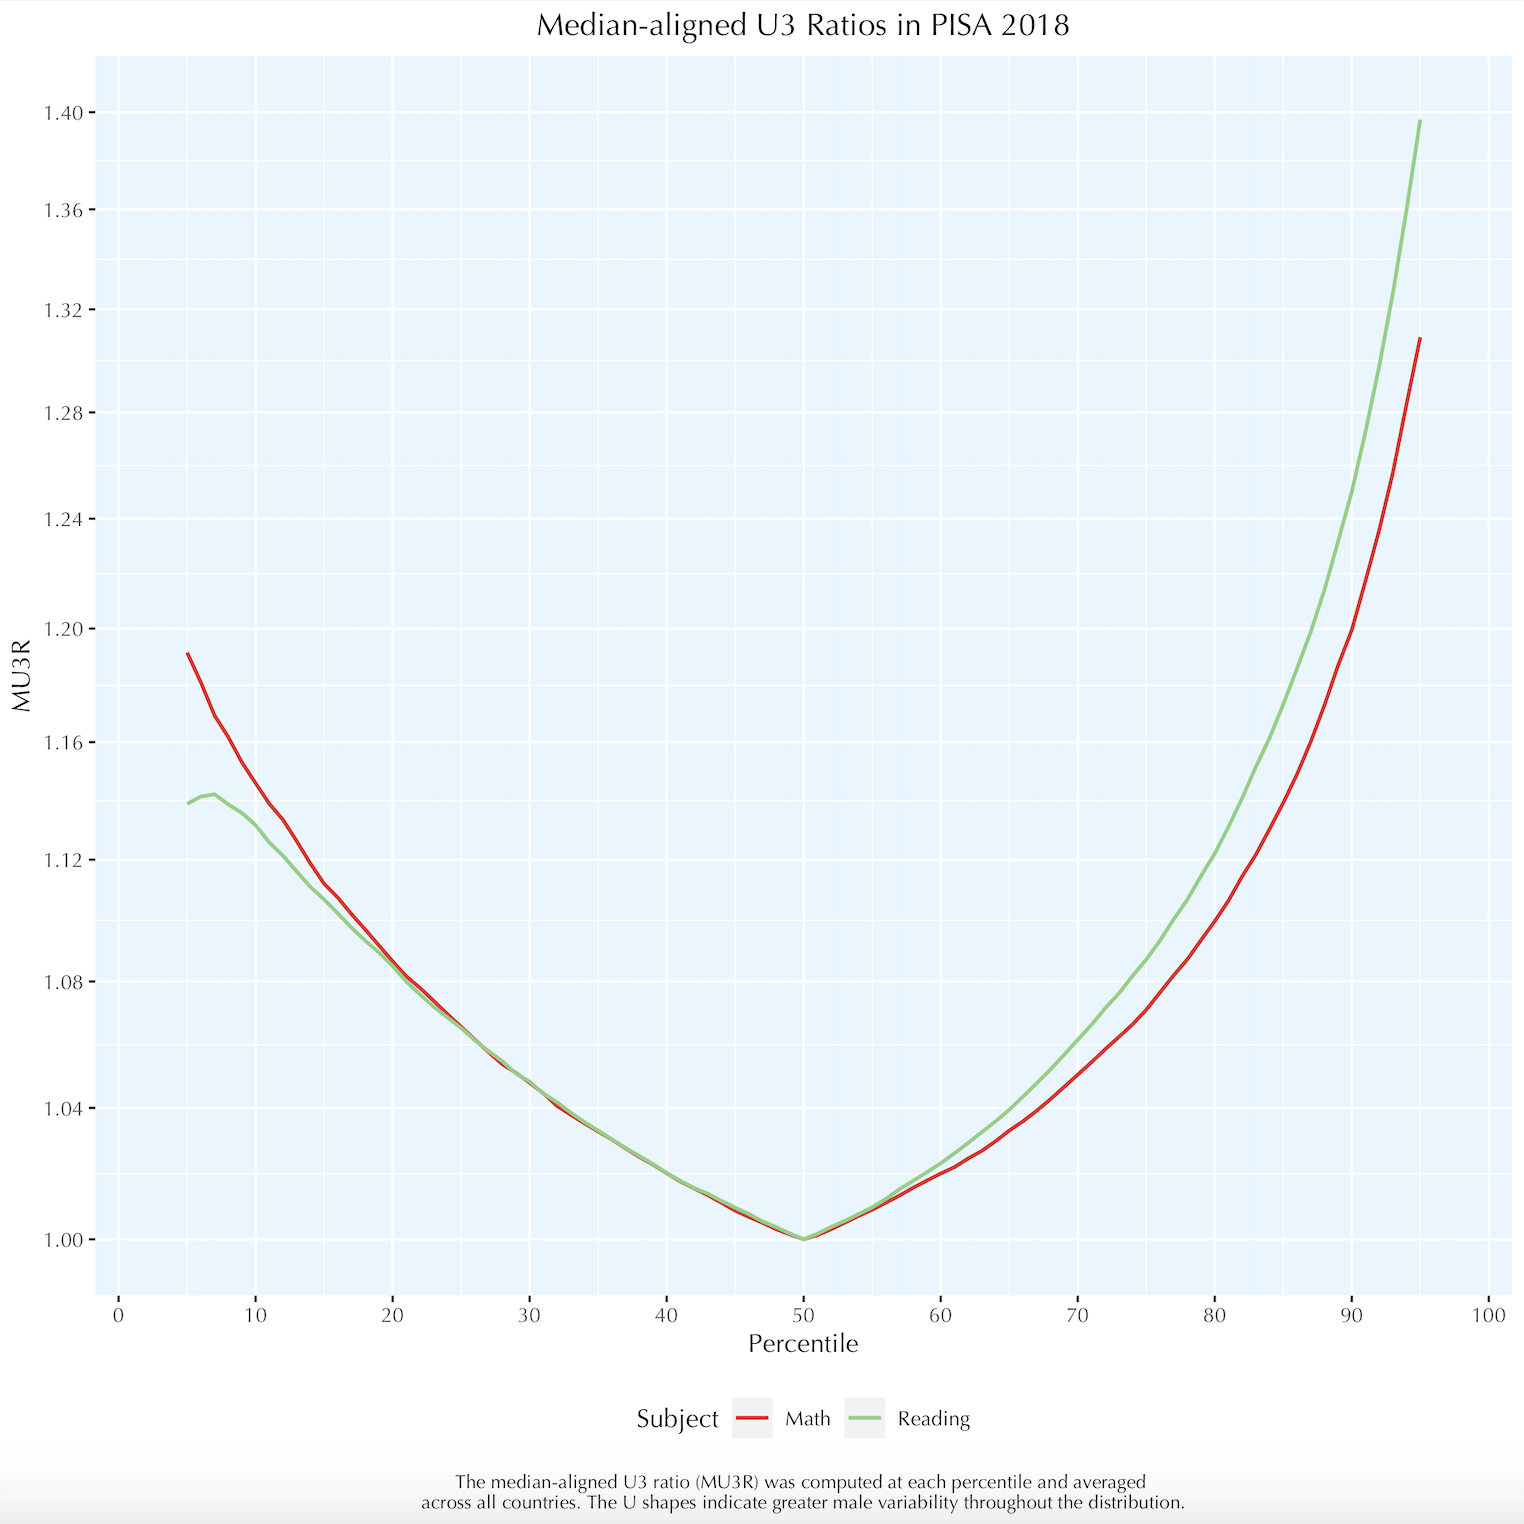 Median-aligned U3 Ratios in PISA 2018
1.40
1.36
1.32
1.28
1.24
1.20
1.16
1.12
1.08
1.04
1.00
MU3R
0 10 20 30 40 50 60 70 80 90 100
Percentile
Subject Math Reading
The median-aligned U3 ratio (MU3R) was computed at each percentile and averaged
across all countries. The U shapes indicate greater male variability throughout the distribution.